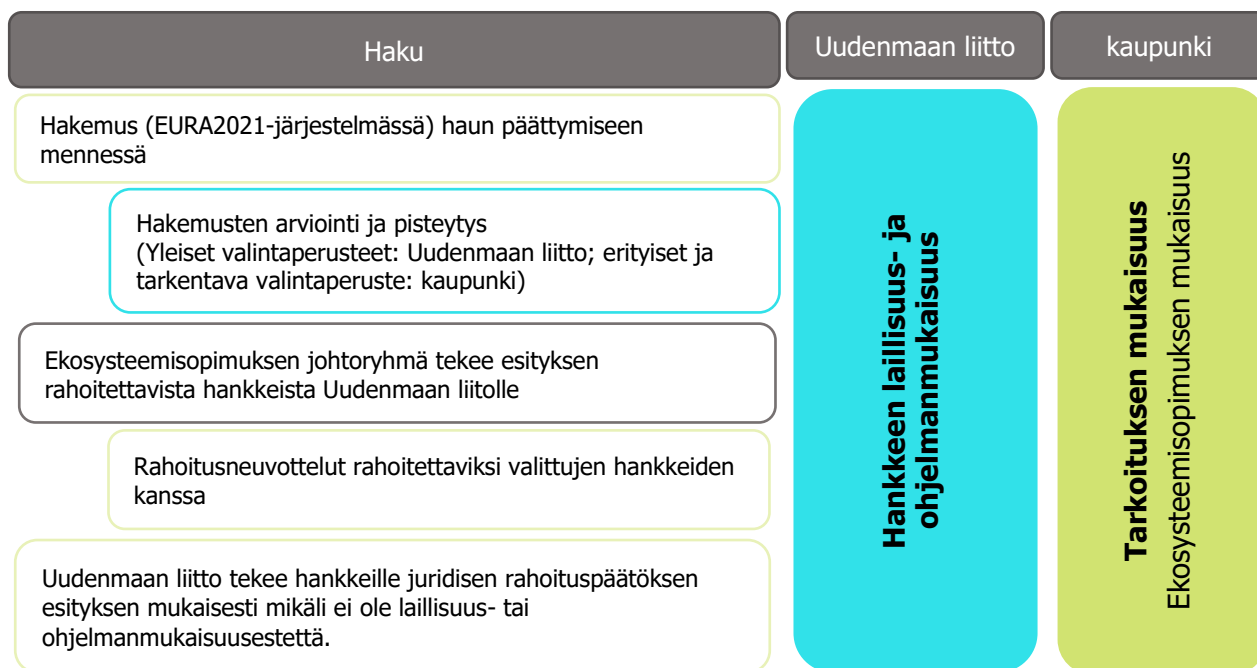 Haku
Uudenmaan liitto
kaupunki
Hakemus (EURA2021-järjestelmässä) haun päättymiseen
mennessä
Hakemusten arviointi ja pisteytys
(Yleiset valintaperusteet: Uudenmaan liitto; erityiset ja
tarkentava valintaperuste: kaupunki)
Ekosysteemisopimuksen johtoryhmä tekee esityksen
rahoitettavista hankkeista Uudenmaan liitolle
Rahoitusneuvottelut rahoitettaviksi valittujen hankkeiden
kanssa
Uudenmaan liitto tekee hankkeille juridisen rahoituspäätöksen
esityksen mukaisesti mikäli ei ole laillisuus- tai
ohjelmanmukaisuusestettä.
Hankkeen laillisuus- ja
ohjelmanmukaisuus
Tarkoituksen mukaisuus
Ekosysteemisopimuksen mukaisuus